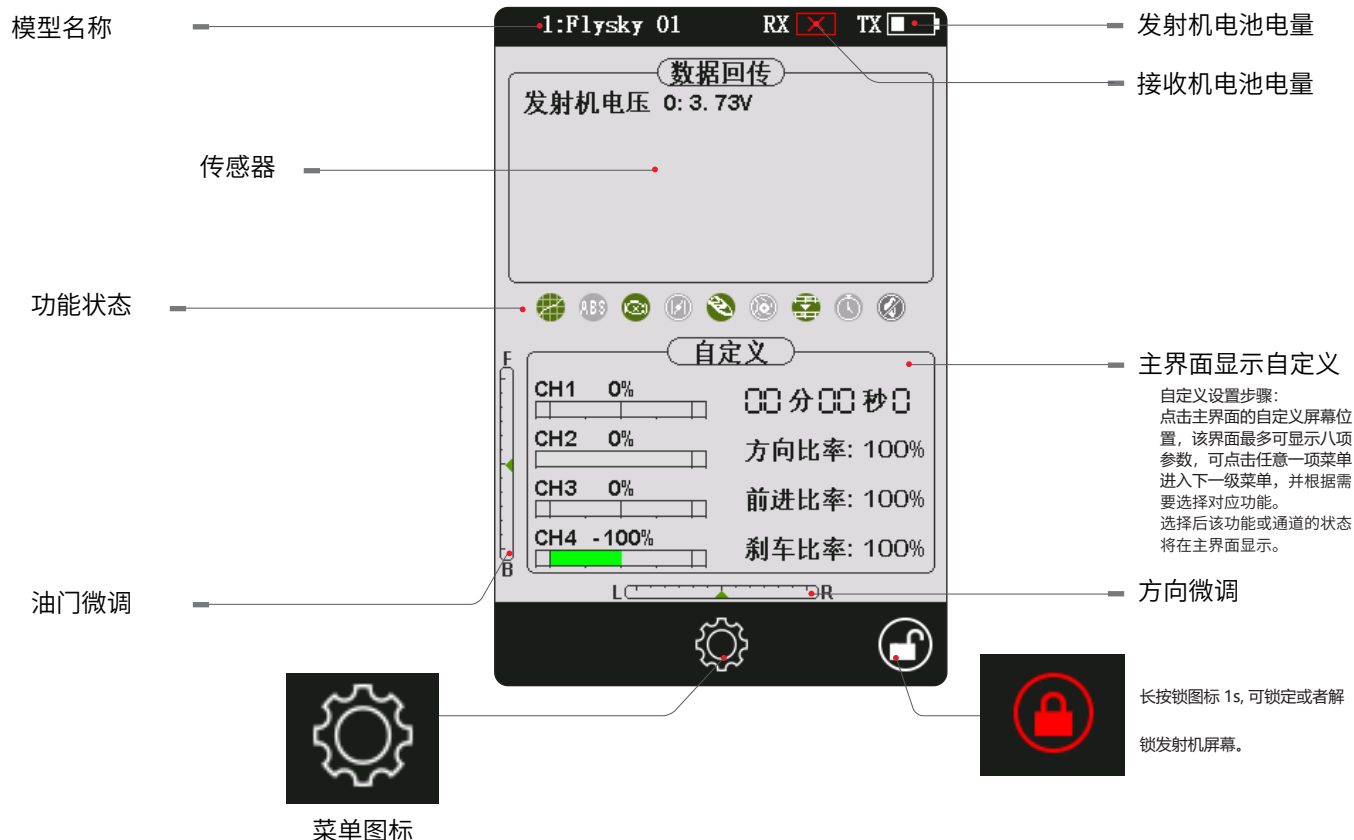 模型名称
1:Flysky 01
RX
TX
发射机电池电量
接收机电池电量
数据回传
发射机电压 0:3.73V
传感器
功能状态
ABS
自定义
主界面显示自定义
自定义设置步骤：
点击主界面的自定义屏幕位
置，该界面最多可显示八项
参数，可点击任意一项菜单
进入下一级菜单，并根据需
要选择对应功能。
选择后该功能或通道的状态
将在主界面显示。
F
B
CH1 0%
CH2 0%
CH3 0%
CH4 -100%
00分00秒0
方向比率: 100%
前进比率: 100%
刹车比率: 100%
L
R
油门微调
方向微调
长按锁图标 1s, 可锁定或者解
锁发射机屏幕。
菜单图标